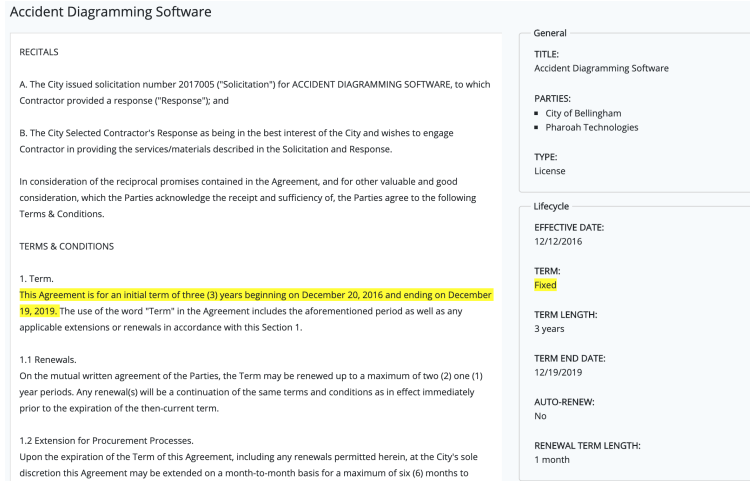 Accident Diagramming Software
RECITALS
A. The City issued solicitation number 2017005 ("Solicitation") for ACCIDENT DIAGRAMMING SOFTWARE, to which
Contractor provided a response ("Response"); and
B. The City Selected Contractor's Response as being in the best interest of the City and wishes to engage
Contractor in providing the services/materials described in the Solicitation and Response.
In consideration of the reciprocal promises contained in the Agreement, and for other valuable and good
consideration, which the Parties acknowledge the receipt and sufficiency of, the Parties agree to the following
Terms & Conditions.
TERMS & CONDITIONS
1. Term.
This Agreement is for an initial term of three (3) years beginning on December 20, 2016 and ending on December
19, 2019. The use of the word "Term" in the Agreement includes the aforementioned period as well as any
applicable extensions or renewals in accordance with this Section 1.
1.1 Renewals.
On the mutual written agreement of the Parties, the Term may be renewed up to a maximum of two (2) one (1)
year periods. Any renewal(s) will be a continuation of the same terms and conditions as in effect immediately
prior to the expiration of the then-current term.
1.2 Extension for Procurement Processes.
Upon the expiration of the Term of this Agreement, including any renewals permitted herein, at the City's sole
discretion this Agreement may be extended on a month-to-month basis for a maximum of six (6) months to
General
TITLE:
Accident Diagramming Software
PARTIES:
▪ City of Bellingham
▪ Pharoah Technologies
TYPE:
License
Lifecycle
EFFECTIVE DATE:
12/12/2016
TERM:
Fixed
TERM LENGTH:
3 years
TERM END DATE:
12/19/2019
AUTO-RENEW:
No
RENEWAL TERM LENGTH:
1 month